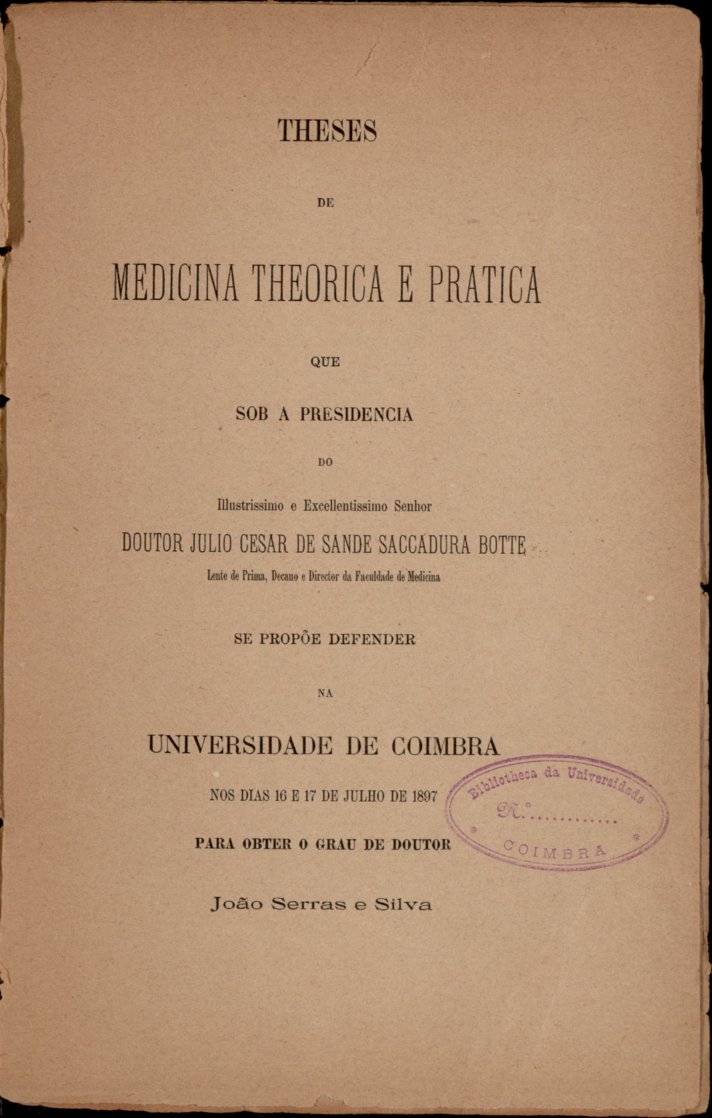 THESES
DE
MEDICINA THEORICA E PRATICA
QUE
SOB A PRESIDENCIA
DO
Illustrissimo e Excellentissimo Senhor
DOUTOR JULIO CESAR DE SANDE SACCADURA BOTTE
Lente de Prima, Decano e Director da Faculdade de Medicina
SE PROPÕE DEFENDER
NA
UNIVERSIDADE DE COIMBRA
NOS DIAS 16 E 17 DE JULHO DE 1897
PARA OBTER O GRAU DE DOUTOR
João Serras e Silva
Bibliotheca da Universidade
N.º.............
* COIMBRA *